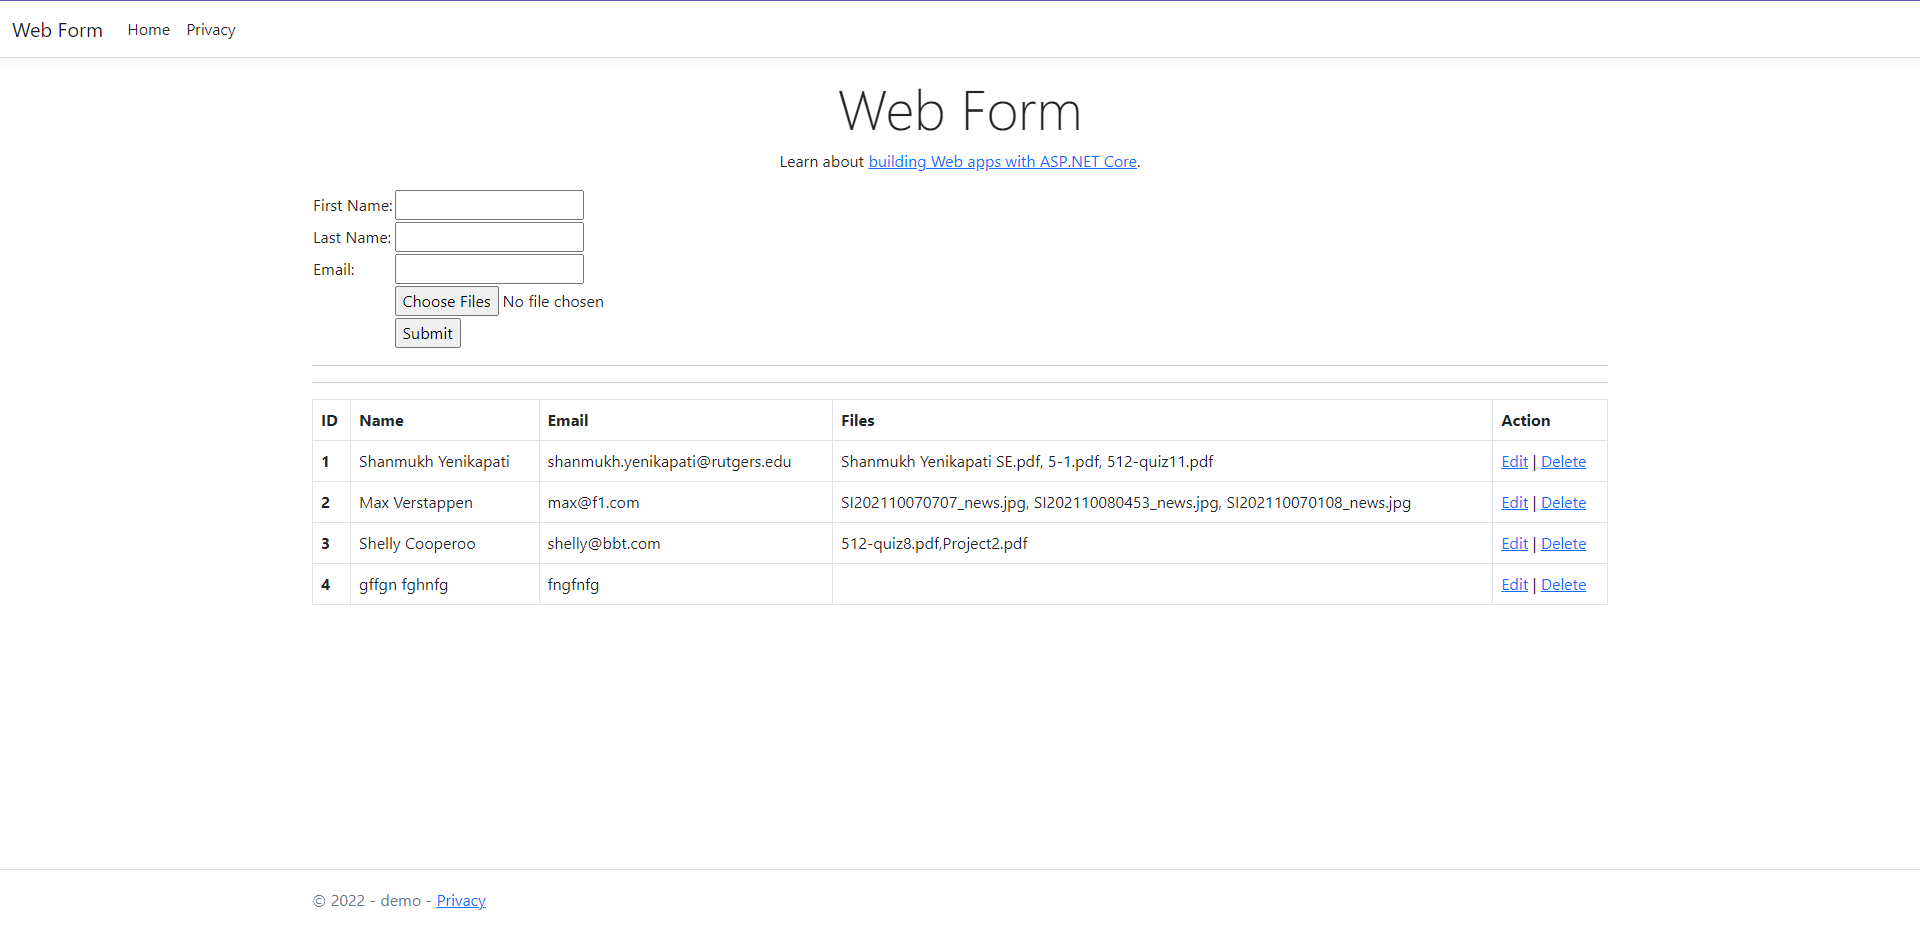 Web Form Home Privacy
Web Form
Learn about building Web apps with ASP.NET Core.
First Name:
Last Name:
Email:
Choose Files No file chosen
Submit
ID Name Email Files Action
1 Shanmukh Yenikapati shanmukh.yenikapati@rutgers.edu Shanmukh Yenikapati SE.pdf, 5-1.pdf, 512-quiz11.pdf Edit | Delete
2 Max Verstappen max@f1.com SI202110070707_news.jpg, SI202110080453_news.jpg, SI202110070108_news.jpg Edit | Delete
3 Shelly Cooperoo shelly@bbt.com 512-quiz8.pdf,Project2.pdf Edit | Delete
4 gffgn fghnfg fngfnfg Edit | Delete
© 2022 - demo - Privacy